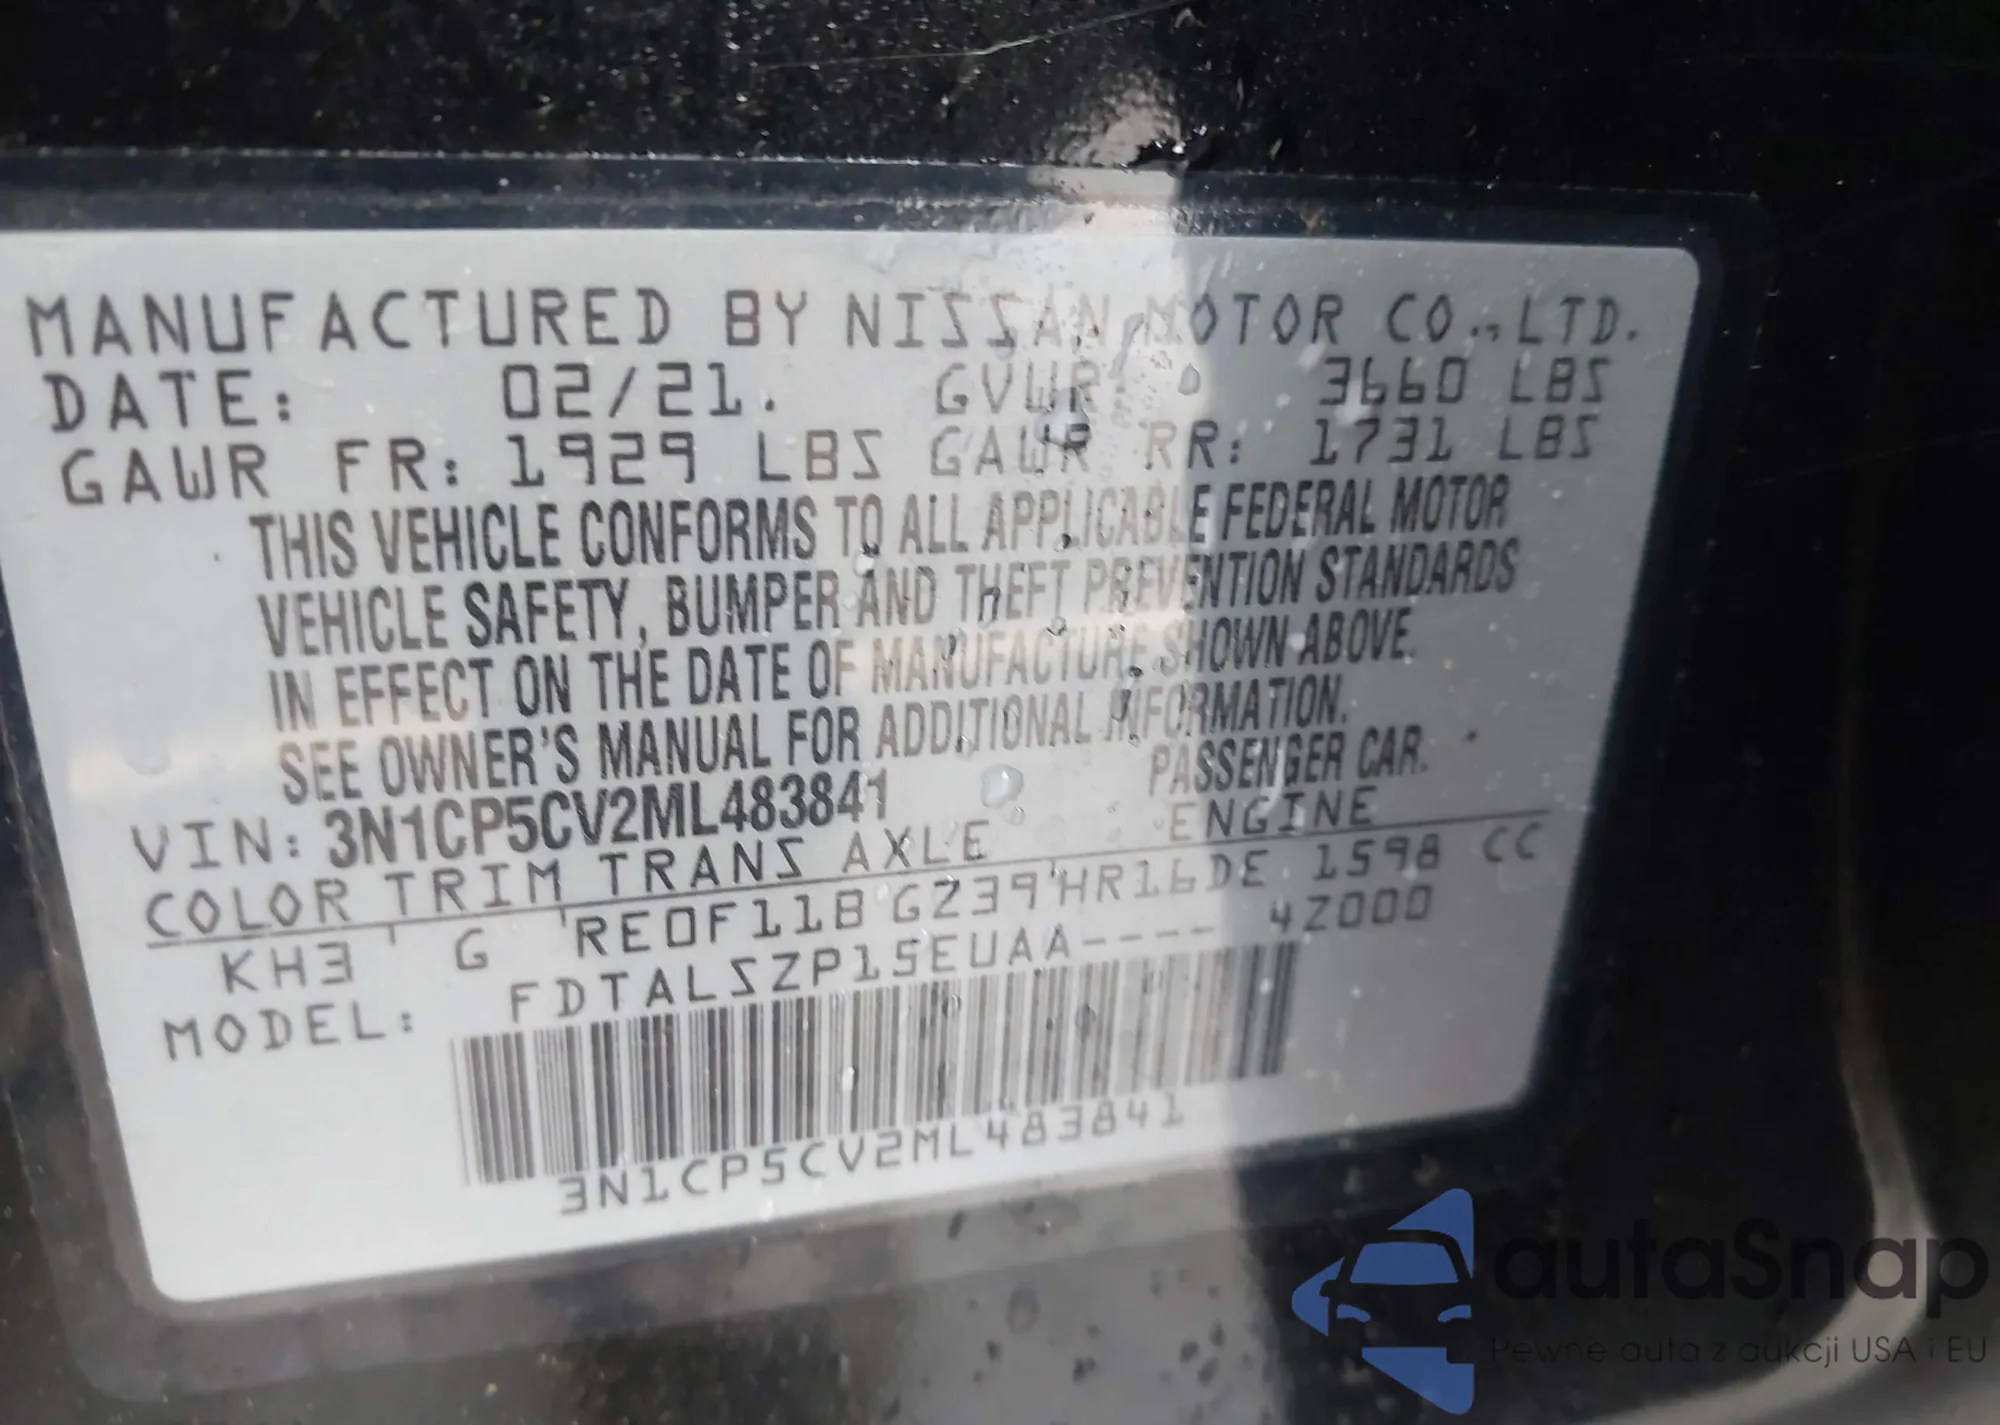 MANUFACTURED BY NISSAN MOTOR CO., LTD.
DATE: 02/21. GVWR: 3660 LBS
GAWR FR: 1929 LBS GAWR RR: 1731 LBS
THIS VEHICLE CONFORMS TO ALL APPLICABLE FEDERAL MOTOR
VEHICLE SAFETY, BUMPER AND THEFT PREVENTION STANDARDS
IN EFFECT ON THE DATE OF MANUFACTURE SHOWN ABOVE.
SEE OWNER'S MANUAL FOR ADDITIONAL INFORMATION.
VIN: 3N1CP5CV2ML483841 PASSENGER CAR.
COLOR TRIM TRANS AXLE ENGINE
KH3 G RE0F11B GZ39 HR16DE 1598 CC
MODEL: FDTALSZP15EUAA---- 4Z000
3N1CP5CV2ML483841
autaSnap
Pewne auta z aukcji USA i EU